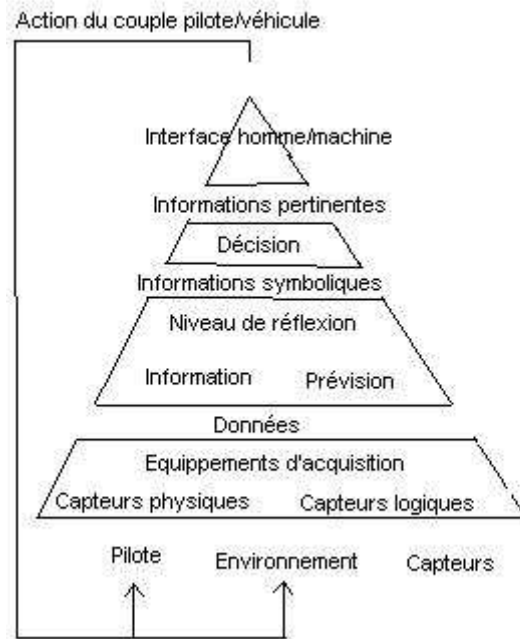 Action du couple pilote/véhicule
Interface homme/machine
Informations pertinentes
Décision
Informations symboliques
Niveau de réflexion
Information Prévision
Données
Equippements d'acquisition
Capteurs physiques Capteurs logiques
Pilote Environnement Capteurs